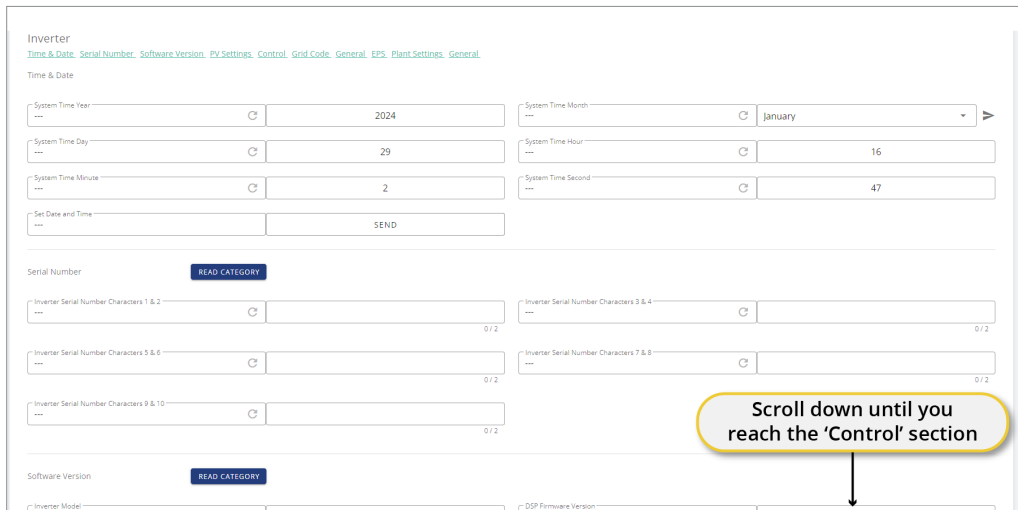 Inverter
Time & Date Serial Number Software Version PV Settings Control Grid Code General EPS Plant Settings General
Time & Date
System Time Year
---
2024
System Time Month
---
January
System Time Day
---
29
System Time Hour
---
16
System Time Minute
---
2
System Time Second
---
47
Set Date and Time
---
SEND
Serial Number
READ CATEGORY
Inverter Serial Number Characters 1 & 2
---
0 / 2
Inverter Serial Number Characters 3 & 4
---
0 / 2
Inverter Serial Number Characters 5 & 6
---
0 / 2
Inverter Serial Number Characters 7 & 8
---
0 / 2
Inverter Serial Number Characters 9 & 10
---
0 / 2
Scroll down until you
reach the ‘Control’ section
Software Version
READ CATEGORY
Inverter Model
DSP Firmware Version